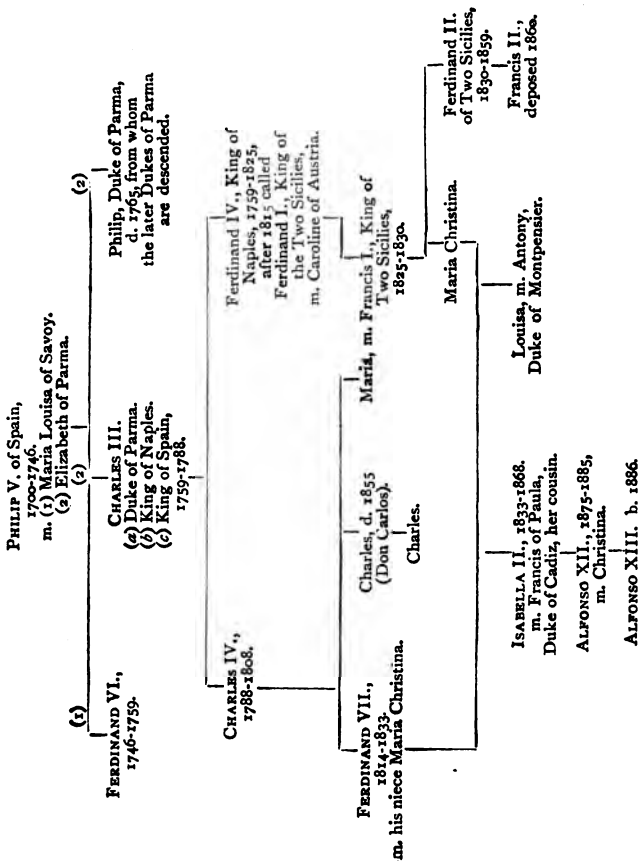 PHILIP V. of Spain,
1700-1746.
m. (1) Maria Louisa of Savoy.
(2) Elizabeth of Parma.
(1)
(2)
(2)
FERDINAND VI.,
1746-1759.
CHARLES III.
(a) Duke of Parma.
(b) King of Naples.
(c) King of Spain,
1759-1788.
Philip, Duke of Parma,
d. 1765, from whom
the later Dukes of Parma
are descended.
CHARLES IV.,
1788-1808.
Ferdinand IV., King of
Naples, 1759-1825,
after 1815 called
Ferdinand I., King of
the Two Sicilies,
m. Caroline of Austria.
FERDINAND VII.,
1814-1833.
m. his niece Maria Christina.
Charles, d. 1855
(Don Carlos).
Charles.
Maria, m. Francis I., King of
Two Sicilies,
1825-1830.
Maria Christina.
Ferdinand II.
of Two Sicilies,
1830-1859.
Francis II.,
deposed 1860.
ISABELLA II., 1833-1868.
m. Francis of Paula,
Duke of Cadiz, her cousin.
Louisa, m. Antony,
Duke of Montpensier.
ALFONSO XII., 1875-1885,
m. Christina.
ALFONSO XIII. b. 1886.